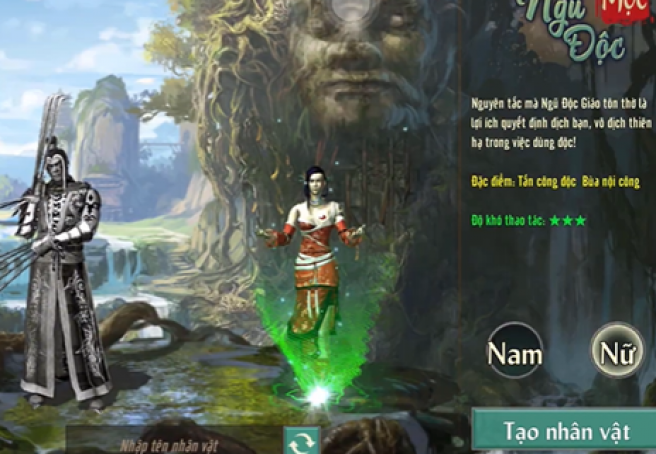 Ngũ
Mộc
Độc
Nguyên tắc mà Ngũ Độc Giáo tôn thờ là
lợi ích quyết định địch bạn, vô địch thiên
hạ trong việc dùng độc!
Đặc điểm: Tấn công độc Bùa nội công
Độ khó thao tác: ★★★
Nam
Nữ
Nhập tên nhân vật
Tạo nhân vật